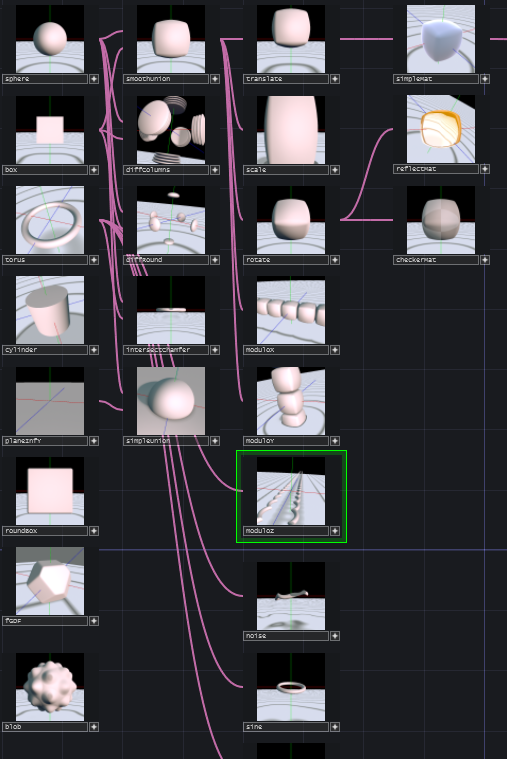 sphere
smoothunion
translate
simpleMat
box
diffColumns
scale
reflectMat
torus
diffRound
rotate
checkerMat
cylinder
intersectChamfer
moduloX
planeInfY
simpleUnion
moduloY
roundBox
moduloZ
fGDF
noise
blob
sine